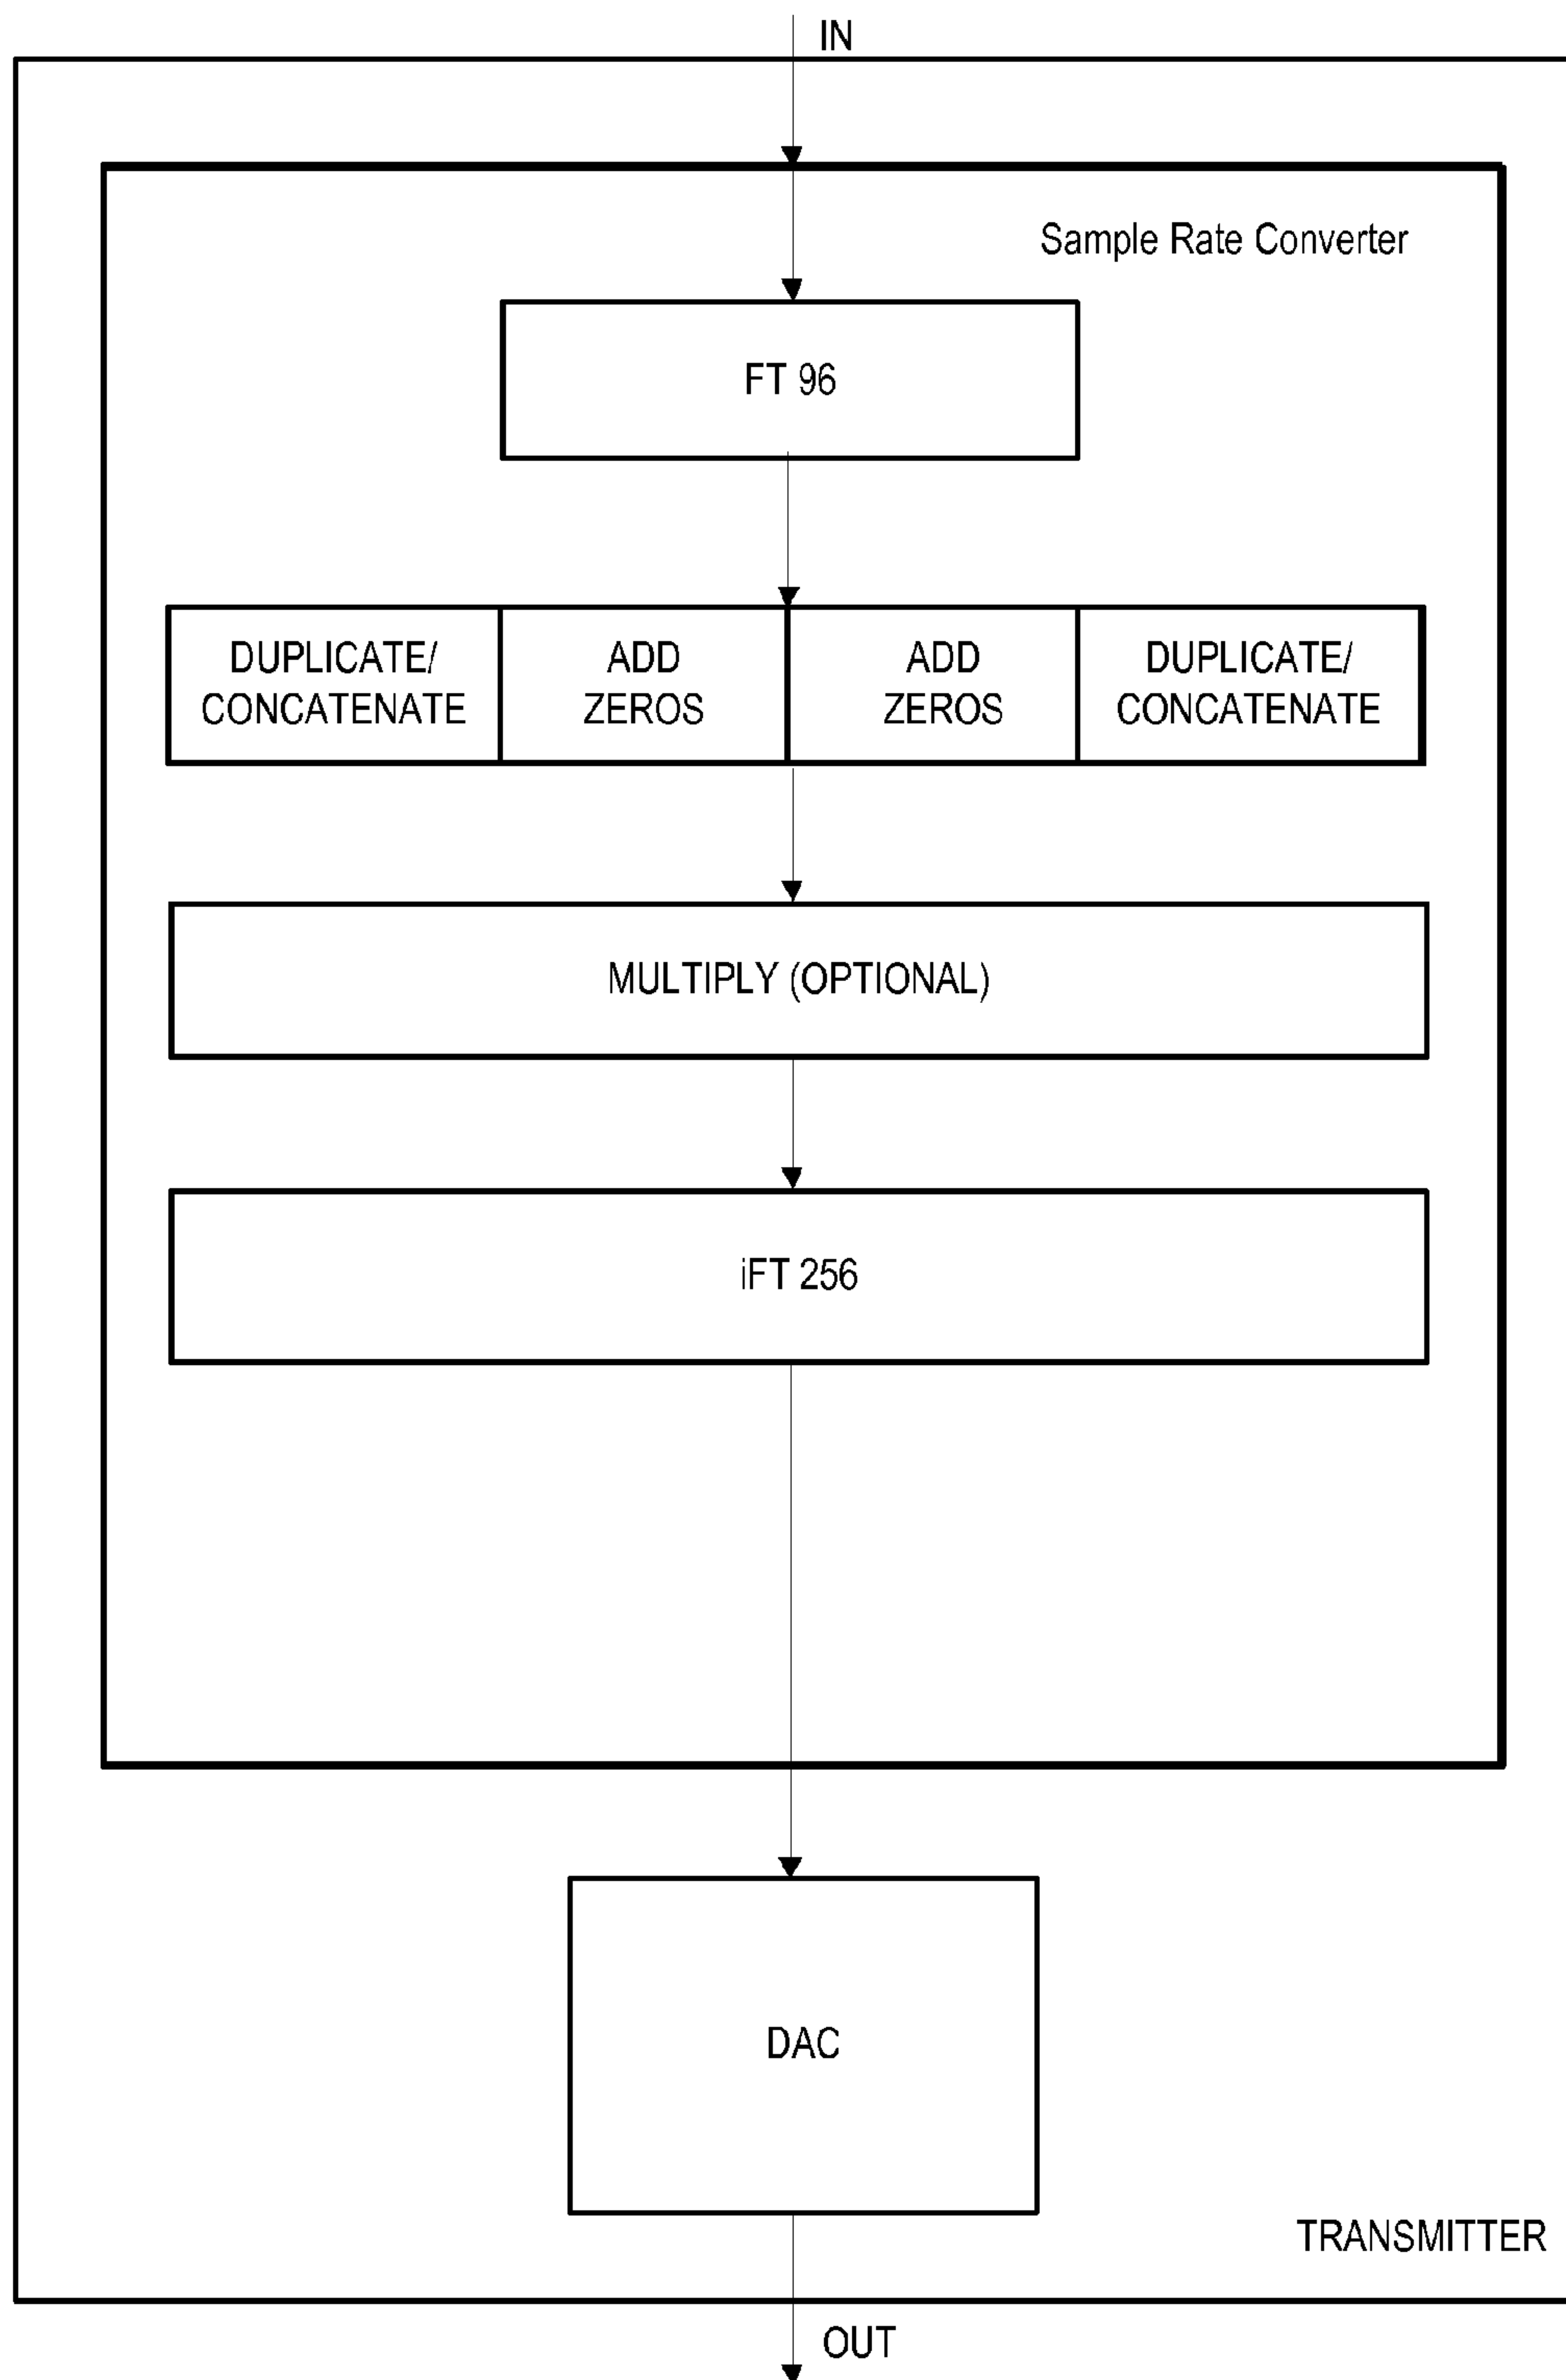 IN
Sample Rate Converter
FT 96
DUPLICATE/
CONCATENATE
ADD
ZEROS
ADD
ZEROS
DUPLICATE/
CONCATENATE
MULTIPLY (OPTIONAL)
iFT 256
DAC
TRANSMITTER
OUT